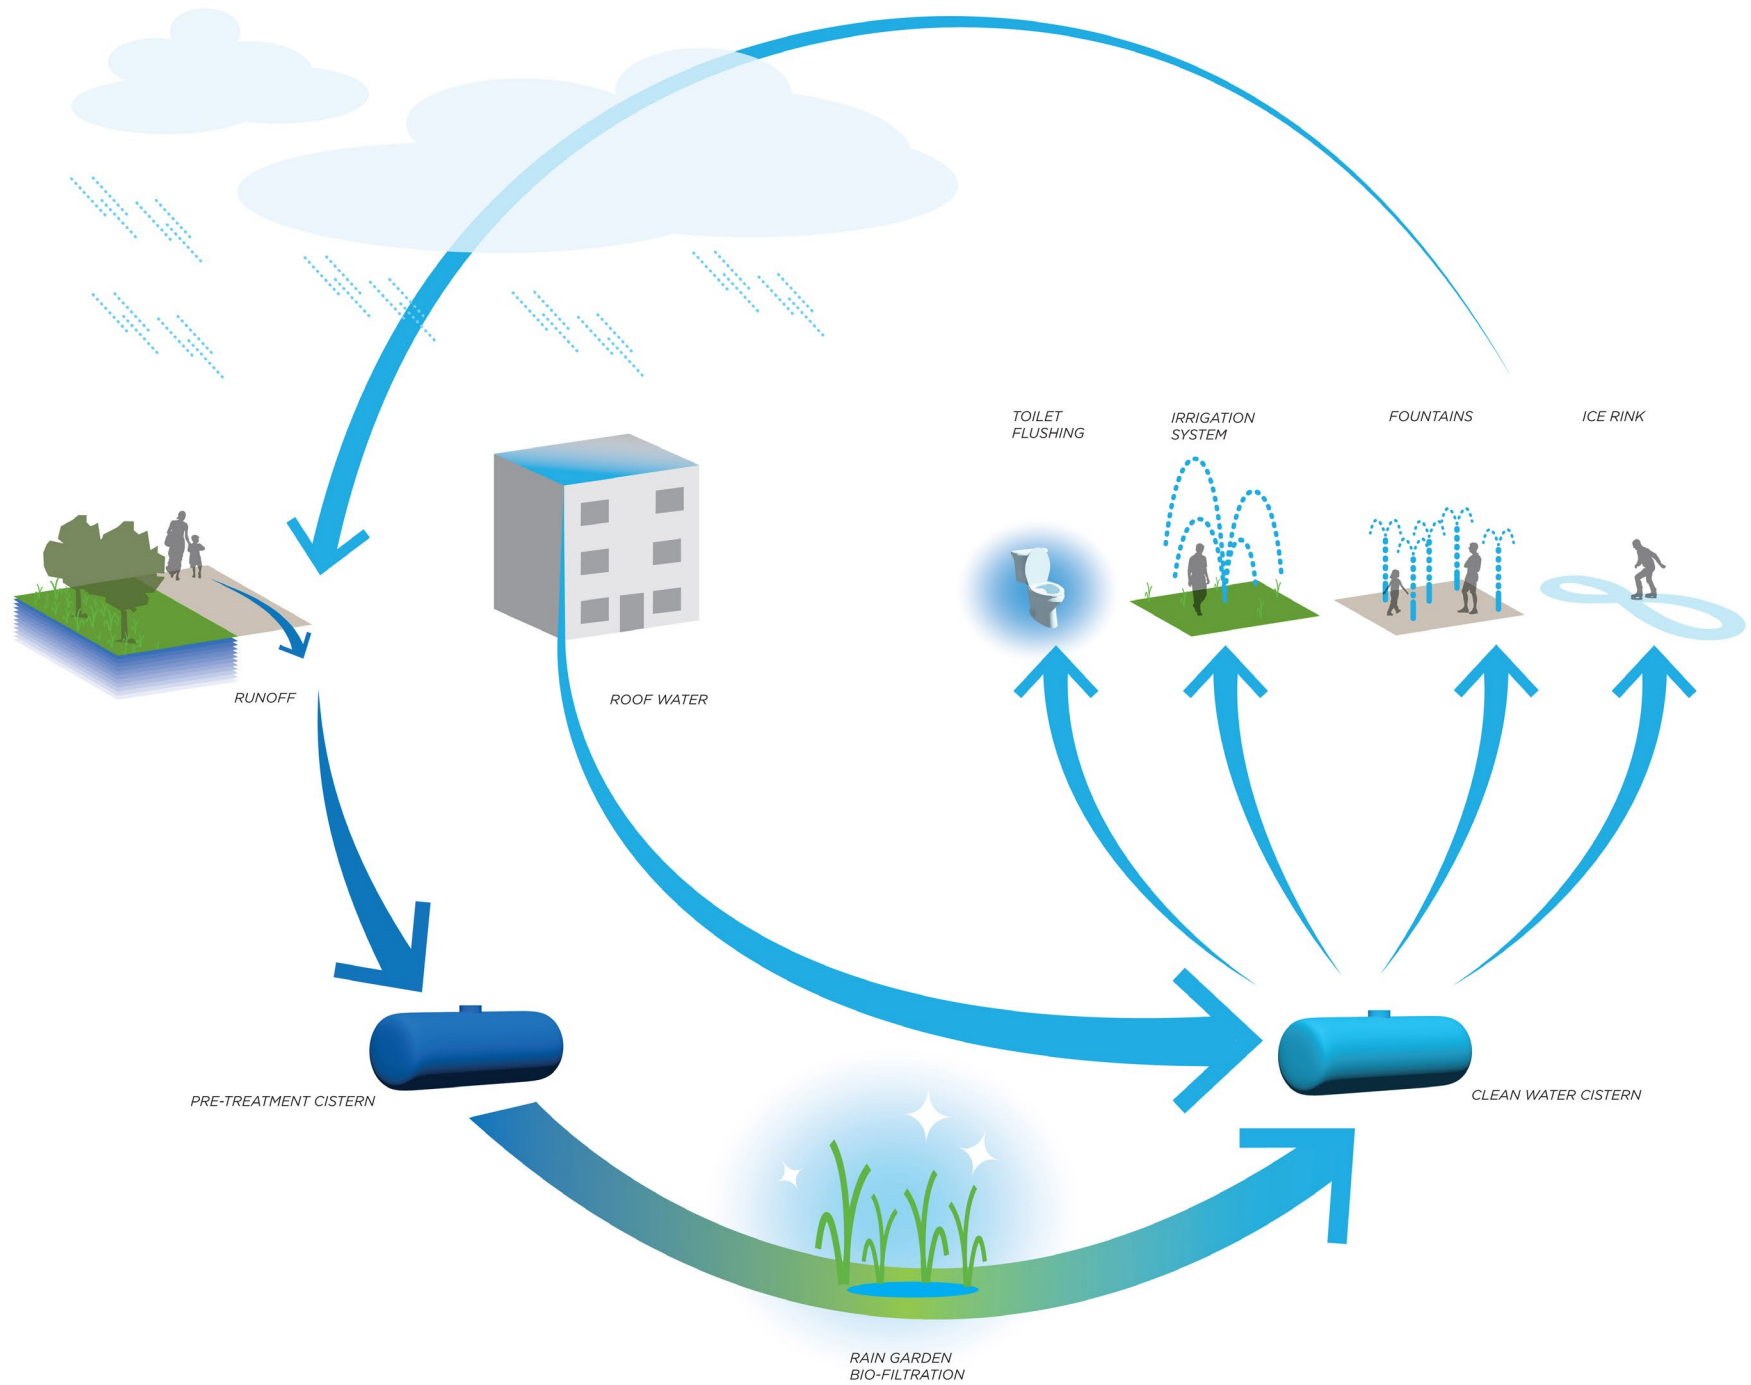 TOILET
FLUSHING
IRRIGATION
SYSTEM
FOUNTAINS
ICE RINK
RUNOFF
ROOF WATER
PRE-TREATMENT CISTERN
CLEAN WATER CISTERN
RAIN GARDEN
BIO-FILTRATION